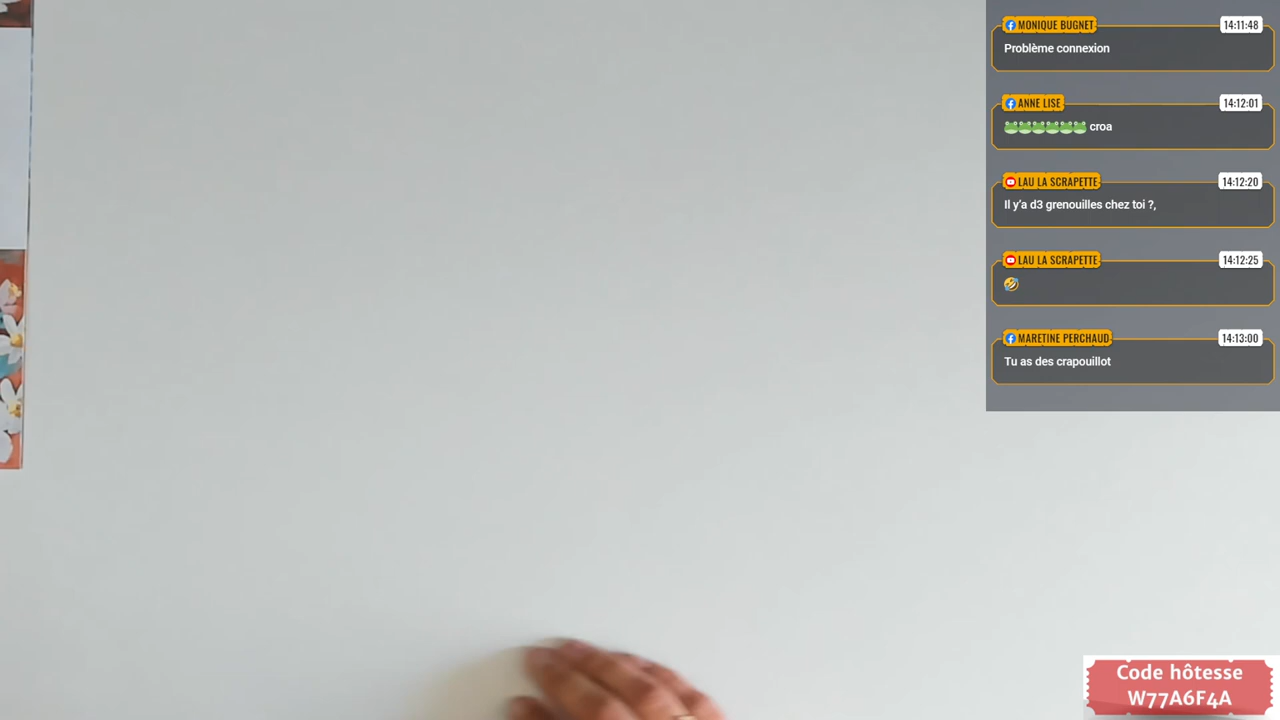 MONIQUE BUGNET 14:11:48
Problème connexion
ANNE LISE 14:12:01
🐸🐸🐸🐸🐸🐸 croa
LAU LA SCRAPETTE 14:12:20
Il y'a d3 grenouilles chez toi ?,
LAU LA SCRAPETTE 14:12:25
🤣
MARETINE PERCHAUD 14:13:00
Tu as des crapouillot
Code hôtesse
W77A6F4A